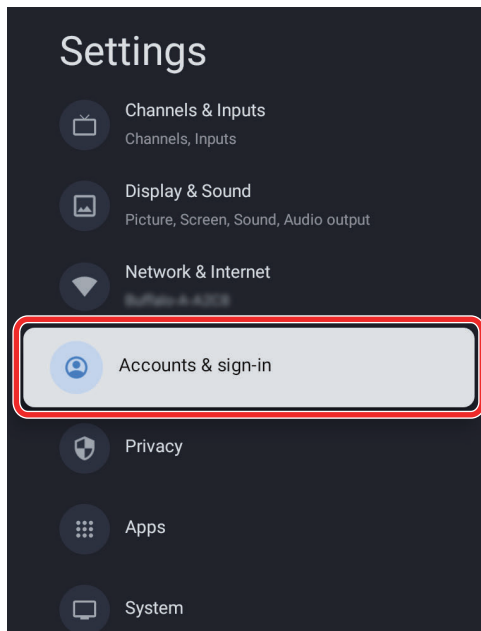 Settings
Channels & Inputs
Channels, Inputs
Display & Sound
Picture, Screen, Sound, Audio output
Network & Internet
Accounts & sign-in
Privacy
Apps
System